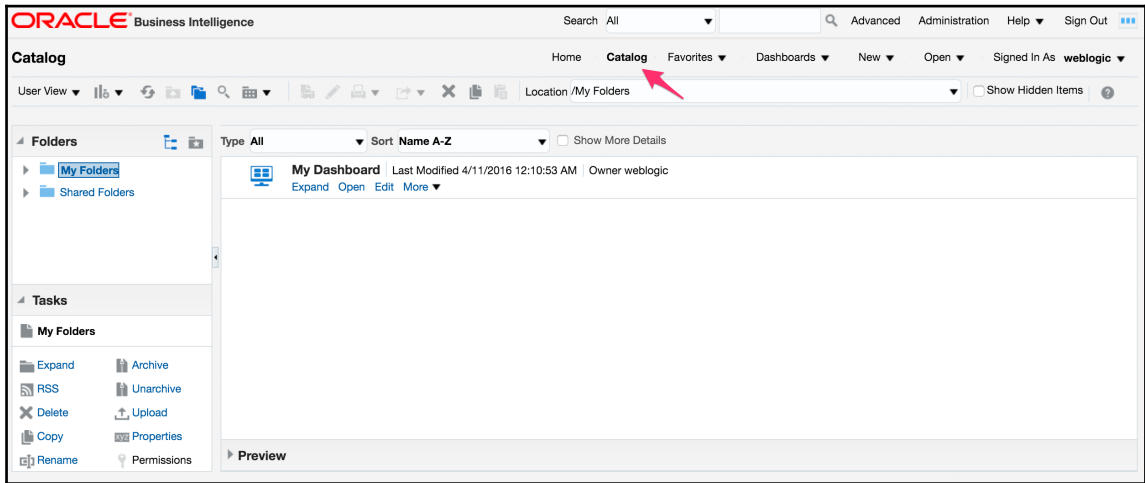 ORACLE Business Intelligence Search All Advanced Administration Help Sign Out
Catalog Home Catalog Favorites Dashboards New Open Signed In As weblogic
User View Location /My Folders Show Hidden Items
Folders Type All Sort Name A-Z Show More Details
My Folders
Shared Folders
My Dashboard Last Modified 4/11/2016 12:10:53 AM Owner weblogic
Expand Open Edit More
Tasks
My Folders
Expand Archive
RSS Unarchive
Delete Upload
Copy xyz Properties
Rename Permissions
Preview